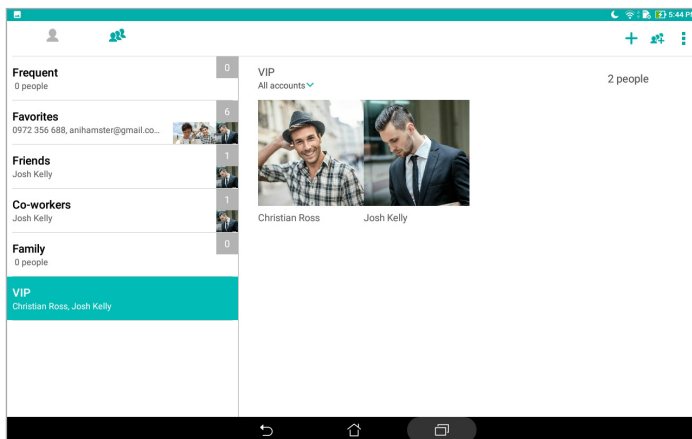 5:44 P
Frequent
0
0 people
Favorites
6
0972 356 688, anihamster@gmail.co...
Friends
1
Josh Kelly
Co-workers
1
Josh Kelly
Family
0
0 people
VIP
Christian Ross, Josh Kelly
VIP
All accounts
2 people
Christian Ross
Josh Kelly